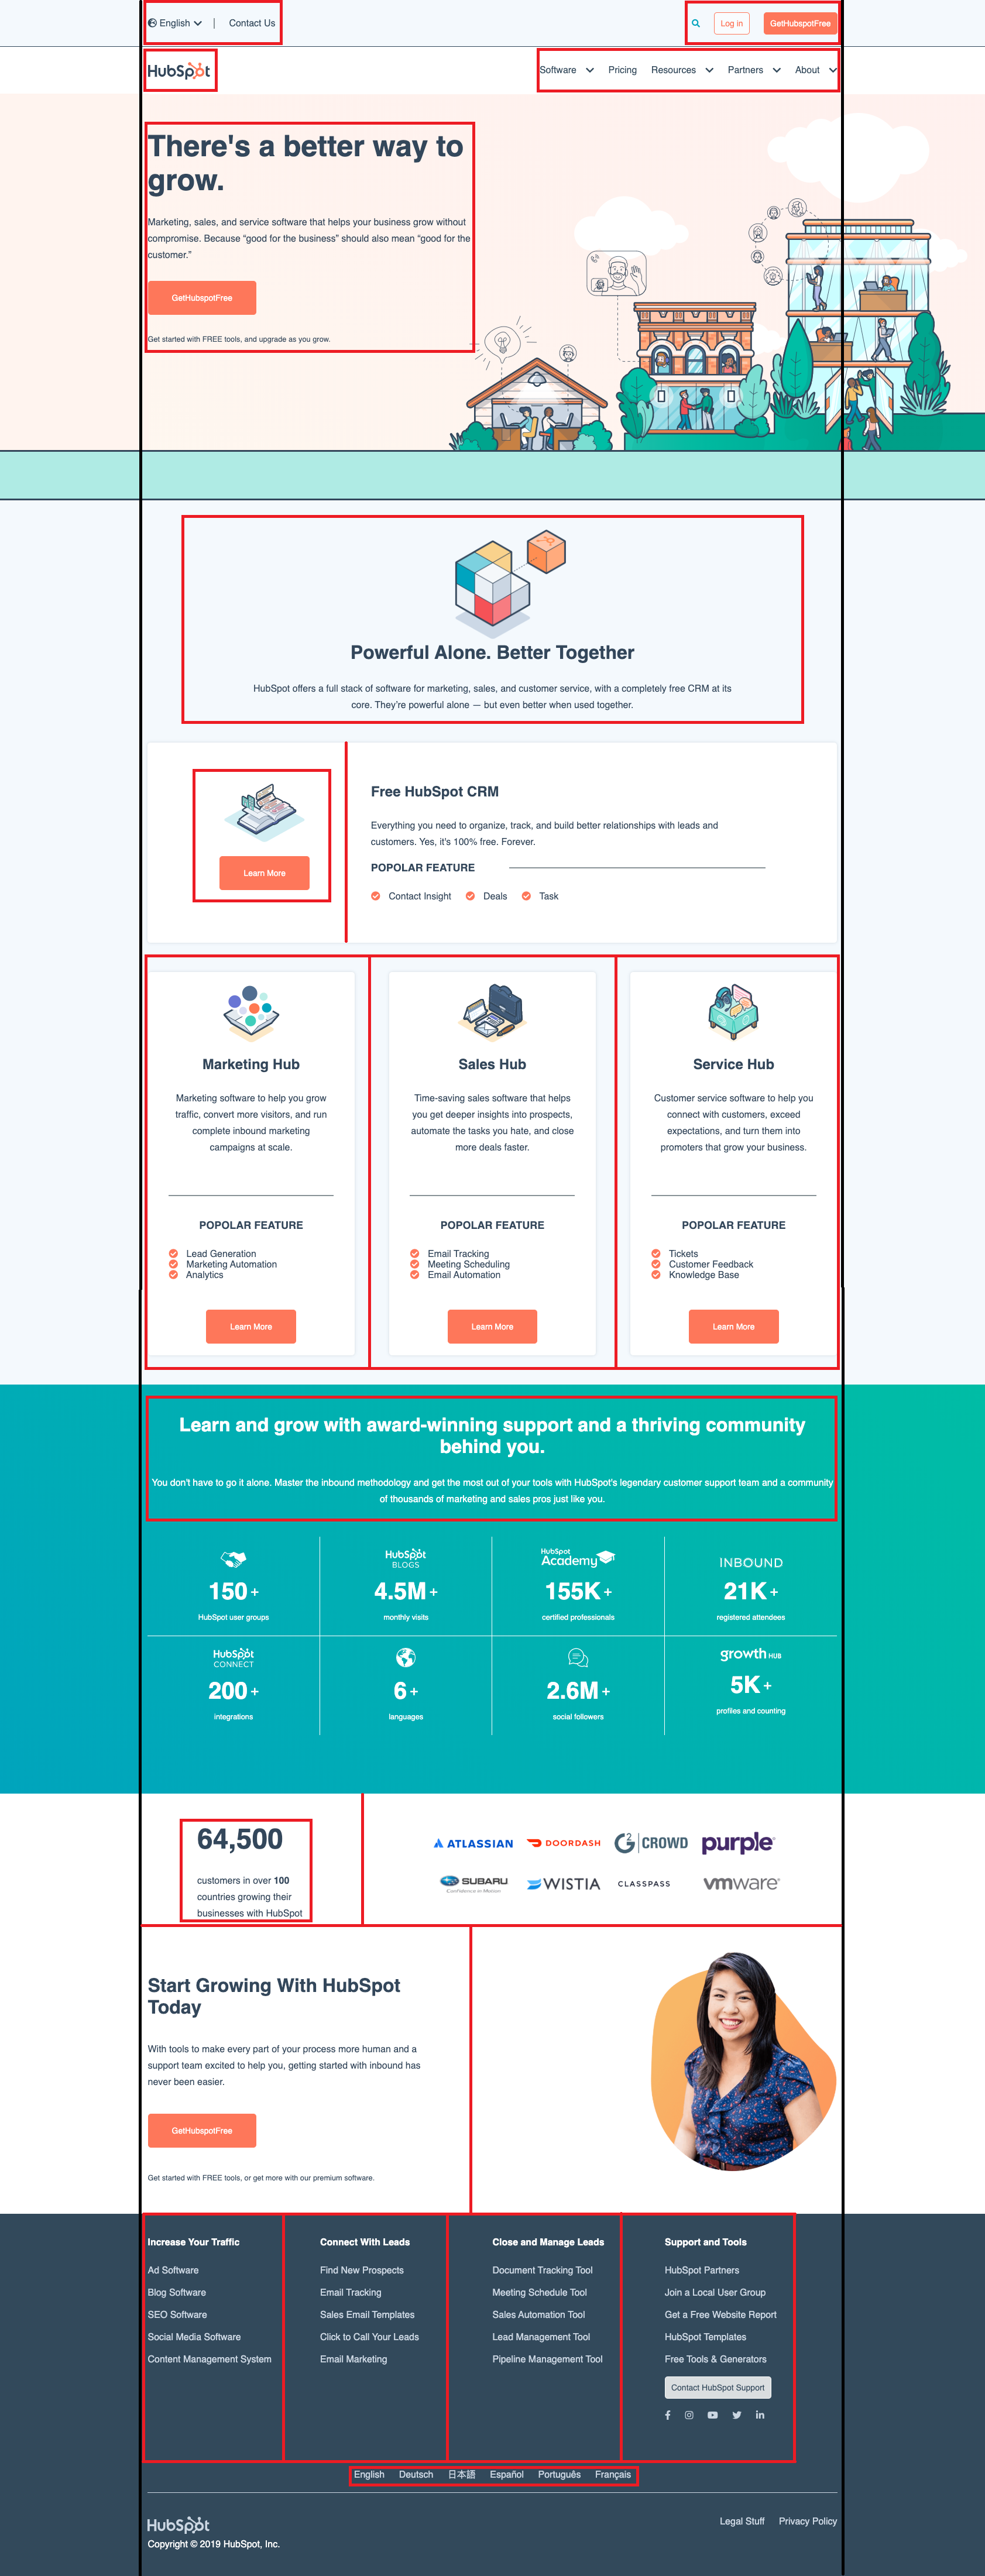 English
Contact Us
Log in
GetHubspotFree
HubSpot
Software
Pricing
Resources
Partners
About
There's a better way to
grow.
Marketing, sales, and service software that helps your business grow without
compromise. Because “good for the business” should also mean “good for the
customer.”
GetHubspotFree
Get started with FREE tools, and upgrade as you grow.
Powerful Alone. Better Together
HubSpot offers a full stack of software for marketing, sales, and customer service, with a completely free CRM at its
core. They're powerful alone — but even better when used together.
Learn More
Free HubSpot CRM
Everything you need to organize, track, and build better relationships with leads and
customers. Yes, it's 100% free. Forever.
POPOLAR FEATURE
Contact Insight
Deals
Task
Marketing Hub
Marketing software to help you grow
traffic, convert more visitors, and run
complete inbound marketing
campaigns at scale.
POPOLAR FEATURE
Lead Generation
Marketing Automation
Analytics
Learn More
Sales Hub
Time-saving sales software that helps
you get deeper insights into prospects,
automate the tasks you hate, and close
more deals faster.
POPOLAR FEATURE
Email Tracking
Meeting Scheduling
Email Automation
Learn More
Service Hub
Customer service software to help you
connect with customers, exceed
expectations, and turn them into
promoters that grow your business.
POPOLAR FEATURE
Tickets
Customer Feedback
Knowledge Base
Learn More
Learn and grow with award-winning support and a thriving community
behind you.
You don't have to go it alone. Master the inbound methodology and get the most out of your tools with HubSpot's legendary customer support team and a community
of thousands of marketing and sales pros just like you.
150 +
HubSpot user groups
HubSpot
BLOGS
4.5M +
monthly visits
HubSpot
Academy
155K +
certified professionals
INBOUND
21K +
registered attendees
HubSpot
CONNECT
200 +
integrations
6 +
languages
2.6M +
social followers
growth HUB
5K +
profiles and counting
64,500
customers in over 100
countries growing their
businesses with HubSpot
ATLASSIAN
DOORDASH
G2 CROWD
purple
SUBARU
Confidence in Motion
WISTIA
CLASSPASS
vmware
Start Growing With HubSpot
Today
With tools to make every part of your process more human and a
support team excited to help you, getting started with inbound has
never been easier.
GetHubspotFree
Get started with FREE tools, or get more with our premium software.
Increase Your Traffic
Ad Software
Blog Software
SEO Software
Social Media Software
Content Management System
Connect With Leads
Find New Prospects
Email Tracking
Sales Email Templates
Click to Call Your Leads
Email Marketing
Close and Manage Leads
Document Tracking Tool
Meeting Schedule Tool
Sales Automation Tool
Lead Management Tool
Pipeline Management Tool
Support and Tools
HubSpot Partners
Join a Local User Group
Get a Free Website Report
HubSpot Templates
Free Tools & Generators
Contact HubSpot Support
English
Deutsch
日本語
Español
Português
Français
HubSpot
Copyright © 2019 HubSpot, Inc.
Legal Stuff
Privacy Policy